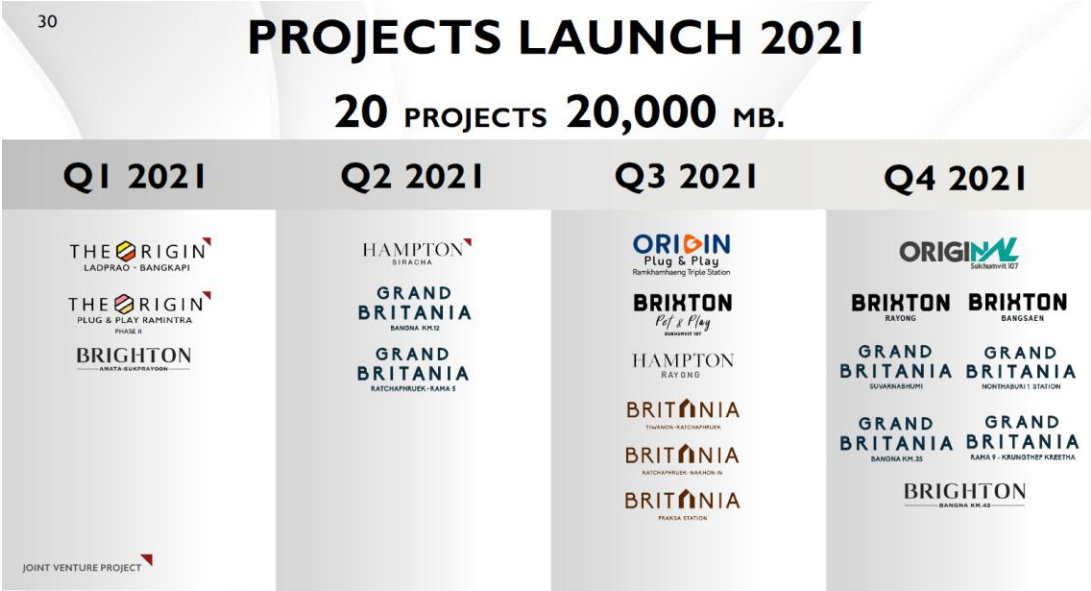 30
PROJECTS LAUNCH 2021
20 PROJECTS 20,000 MB.
Q1 2021
THE ORIGIN
LADPRAO - BANGKAPI
THE ORIGIN
PLUG & PLAY RAMINTRA
PHASE II
BRIGHTON
AMATA-SUKPRAYOON
JOINT VENTURE PROJECT
Q2 2021
HAMPTON
SIRACHA
GRAND
BRITANIA
BANGNA KM.12
GRAND
BRITANIA
RATCHAPHRUEK-RAMA 5
Q3 2021
ORIGIN
Plug & Play
Ramkhamhaeng Triple Station
BRIXTON
Pet & Play
SUKHUMVIT 107
HAMPTON
RAYONG
BRITANIA
TIWANON-RATCHAPHRUEK
BRITANIA
RATCHAPHRUEK-NAKHON IN
BRITANIA
PRAKSA STATION
Q4 2021
ORIGINAL
Sukhumvit 107
BRIXTON
RAYONG
BRIXTON
BANGSAEN
GRAND
BRITANIA
SUVARNABHUMI
GRAND
BRITANIA
NONTHABURI 1 STATION
GRAND
BRITANIA
BANGNA KM.35
GRAND
BRITANIA
RAMA 9 - KRUNGTHEP KREETHA
BRIGHTON
BANGNA KM.42